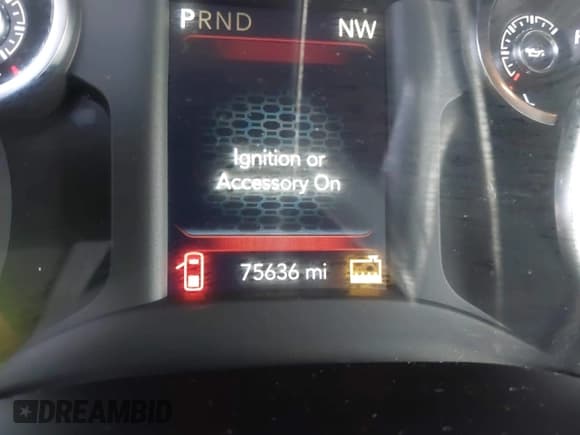 PRND NW
Ignition or
Accessory On
75636 mi
DREAMBID